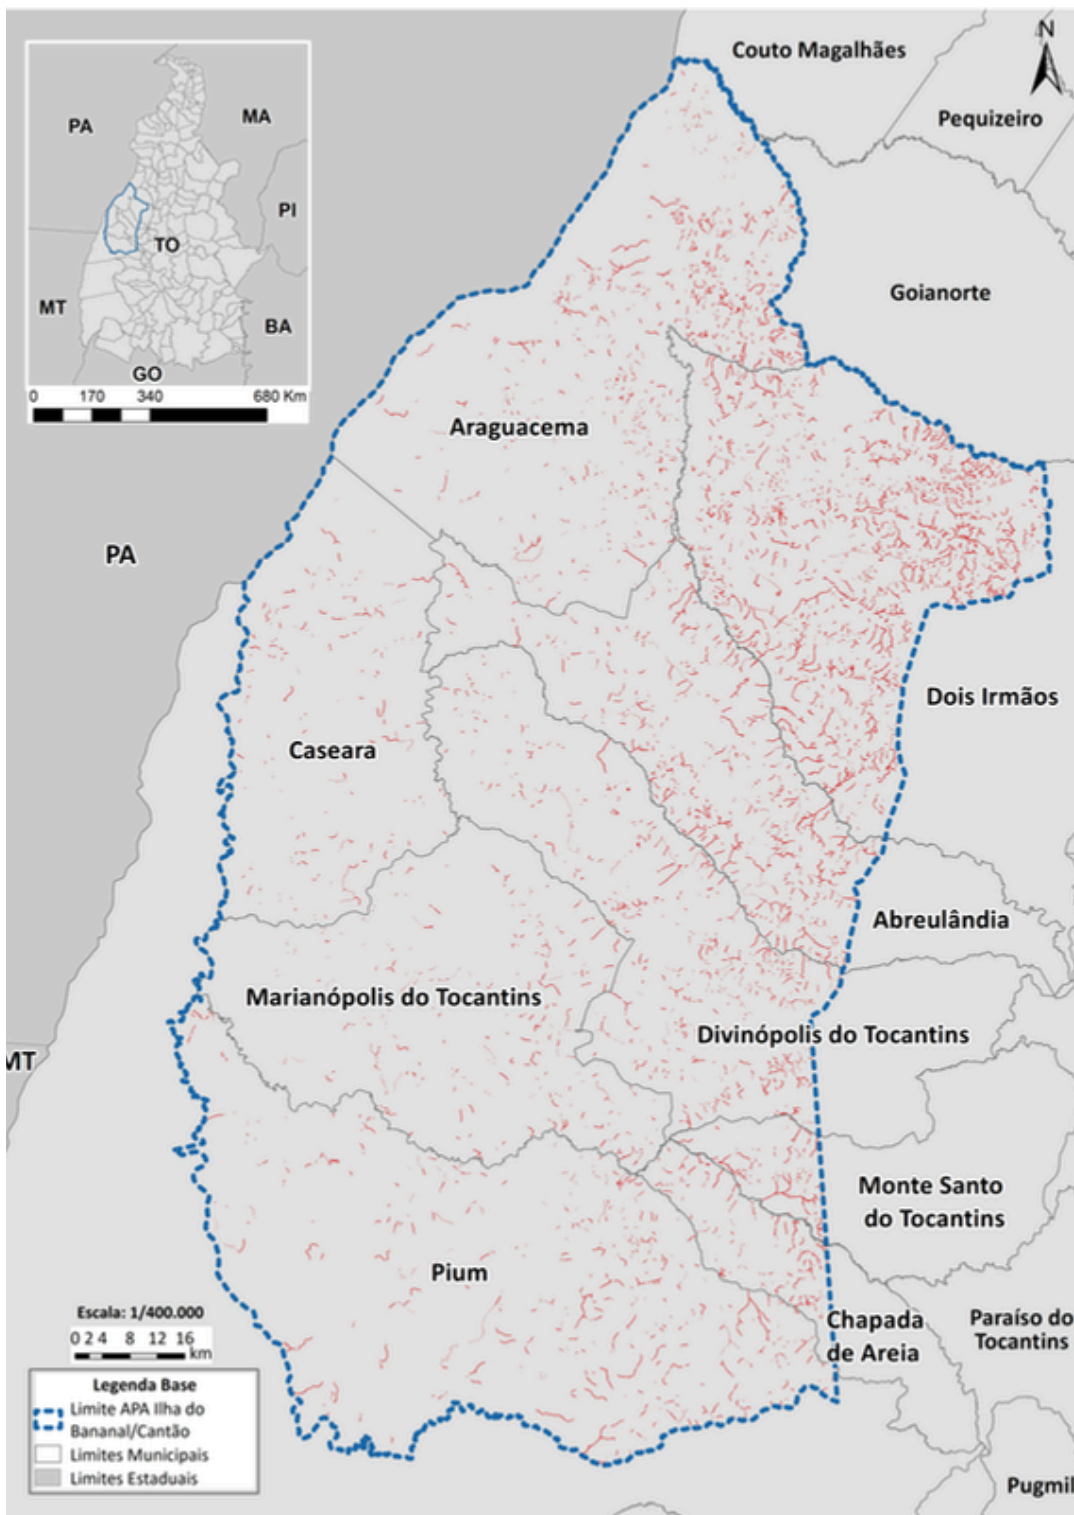 N
Couto Magalhães
Pequizeiro
PA
MA
PI
TO
MT
BA
GO
0 170 340 680 Km
Goianorte
Araguacema
PA
Dois Irmãos
Caseara
Abreulândia
Marianópolis do Tocantins
Divinópolis do Tocantins
MT
Monte Santo
do Tocantins
Pium
Escala: 1/400.000
0 2 4 8 12 16
km
Chapada
de Areia
Paraíso do
Tocantins
Legenda Base
Limite APA Ilha do
Bananal/Cantão
Limites Municipais
Limites Estaduais
Pugmil